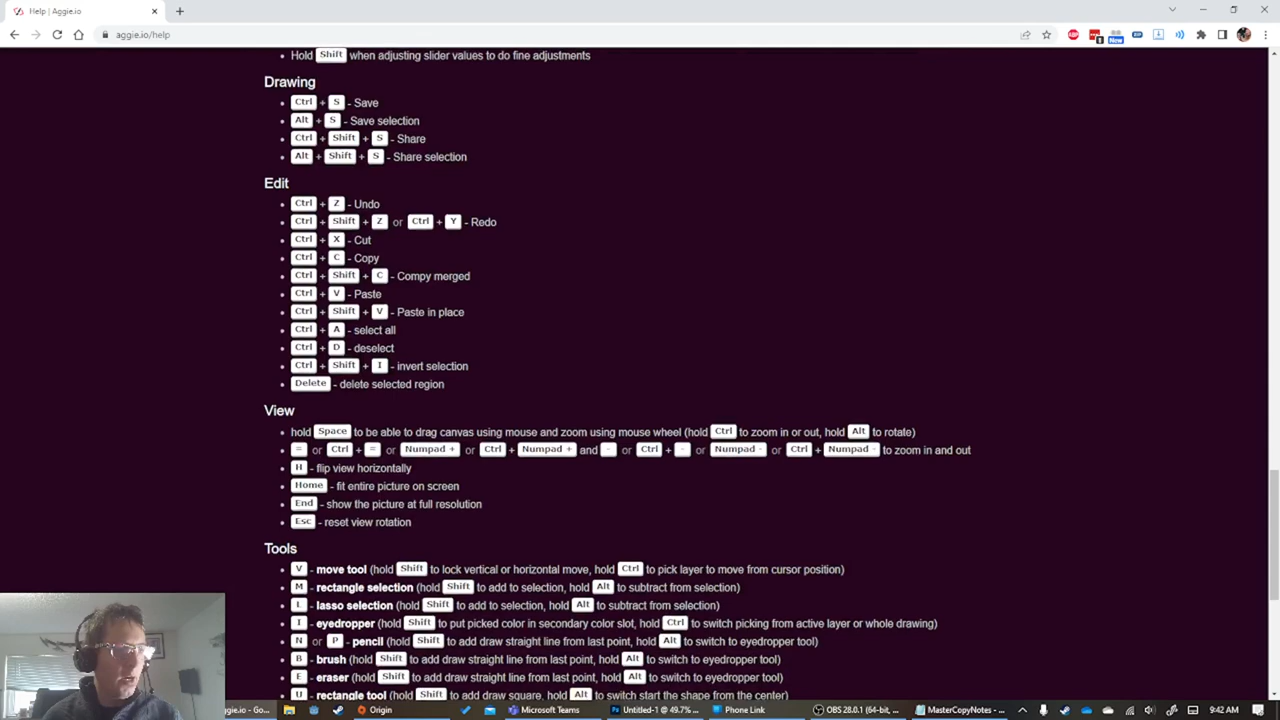 Help | Aggie.io
aggie.io/help
New
Hold Shift when adjusting slider values to do fine adjustments
Drawing
Ctrl + S - Save
Alt + S - Save selection
Ctrl + Shift + S - Share
Alt + Shift + S - Share selection
Edit
Ctrl + Z - Undo
Ctrl + Shift + Z or Ctrl + Y - Redo
Ctrl + X - Cut
Ctrl + C - Copy
Ctrl + Shift + C - Compy merged
Ctrl + V - Paste
Ctrl + Shift + V - Paste in place
Ctrl + A - select all
Ctrl + D - deselect
Ctrl + Shift + I - invert selection
Delete - delete selected region
View
hold Space to be able to drag canvas using mouse and zoom using mouse wheel (hold Ctrl to zoom in or out, hold Alt to rotate)
= or Ctrl + = or Numpad + or Ctrl + Numpad + and - or Ctrl + - or Numpad - or Ctrl + Numpad - to zoom in and out
H - flip view horizontally
Home - fit entire picture on screen
End - show the picture at full resolution
Esc - reset view rotation
Tools
V - move tool (hold Shift to lock vertical or horizontal move, hold Ctrl to pick layer to move from cursor position)
M - rectangle selection (hold Shift to add to selection, hold Alt to subtract from selection)
L - lasso selection (hold Shift to add to selection, hold Alt to subtract from selection)
I - eyedropper (hold Shift to put picked color in secondary color slot, hold Ctrl to switch picking from active layer or whole drawing)
N or P - pencil (hold Shift to add draw straight line from last point, hold Alt to switch to eyedropper tool)
B - brush (hold Shift to add draw straight line from last point, hold Alt to switch to eyedropper tool)
E - eraser (hold Shift to add draw straight line from last point, hold Alt to switch to eyedropper tool)
U - rectangle tool (hold Shift to add draw square, hold Alt to switch start the shape from the center)
ggie.io - Go... Origin Microsoft Teams Untitled-1 @ 49.7% ... Phone Link OBS 28.0.1 (64-bit, ... MasterCopyNotes - ... 9:42 AM